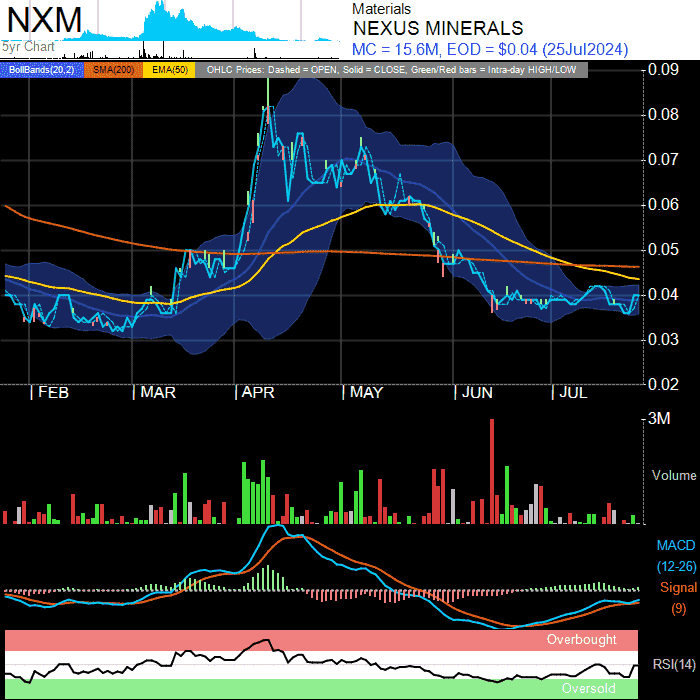 NXM
5yr Chart
Materials
NEXUS MINERALS
MC = 15.6M, EOD = $0.04 (25Jul2024)
BollBands(20,2) SMA(200) EMA(50) OHLC Prices: Dashed = OPEN, Solid = CLOSE, Green/Red bars = Intra-day HIGH/LOW
0.09
0.08
0.07
0.06
0.05
0.04
0.03
0.02
| FEB | MAR | APR | MAY | JUN | JUL
3M
Volume
MACD
(12-26)
Signal
(9)
Overbought
RSI(14)
Oversold